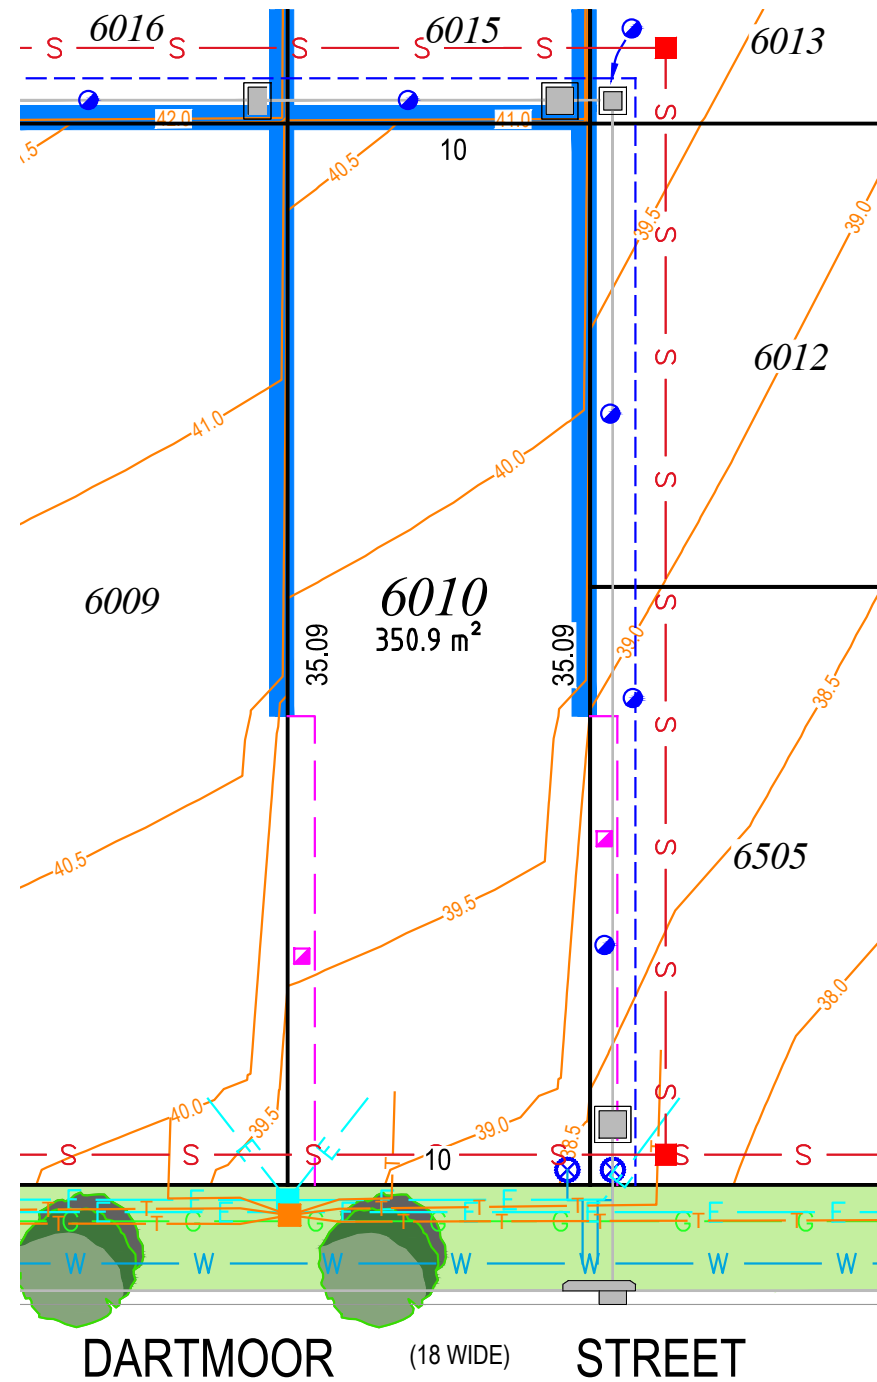 6016
6015
6013
S S S S
42.0
41.0
10
40.5
S
39.5
S
39.0
S
6012
41.0
40.0
S
6009
6010
350.9 m²
35.09
35.09
S
39.0
38.5
S
40.5
39.5
S
6505
S
38.0
40.0
39.5
39.0
38.5
S
S S S 10 S S S
E E T
E T E T E E T E T E T E T E
T G G T G T G G T G
W W W W W W W
DARTMOOR (18 WIDE) STREET